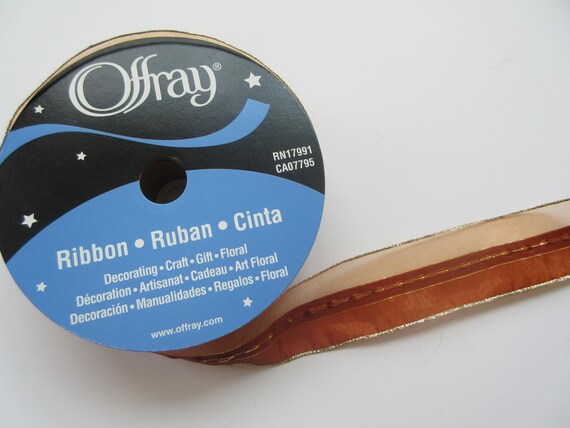 Offray®
RN17991
CA07795
Ribbon • Ruban • Cinta
Decorating • Craft • Gift • Floral
Décoration • Artisanat • Cadeau • Art Floral
Decoración • Manualidades • Regalos • Floral
www.offray.com